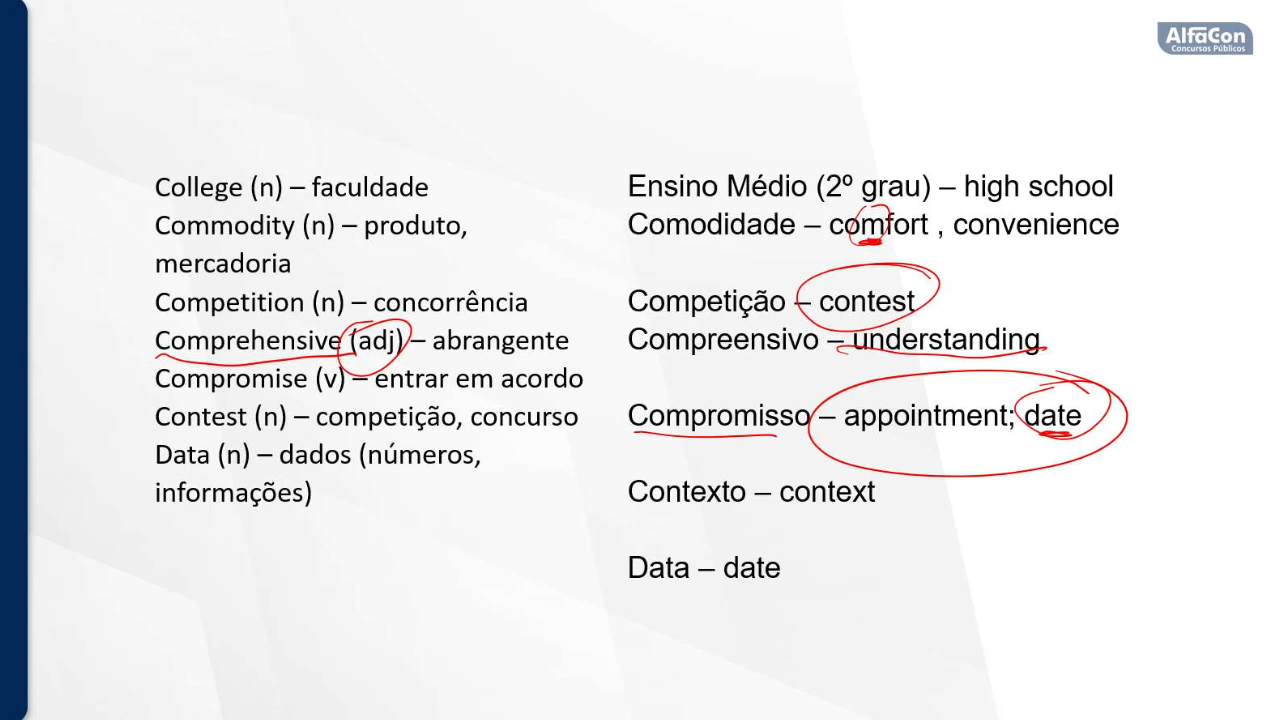 AlfaCon
Concursos Públicos
College (n) – faculdade
Commodity (n) – produto,
mercadoria
Competition (n) – concorrência
Comprehensive (adj) – abrangente
Compromise (v) – entrar em acordo
Contest (n) – competição, concurso
Data (n) – dados (números,
informações)
Ensino Médio (2º grau) – high school
Comodidade – comfort , convenience
Competição – contest
Compreensivo – understanding
Compromisso – appointment; date
Contexto – context
Data – date